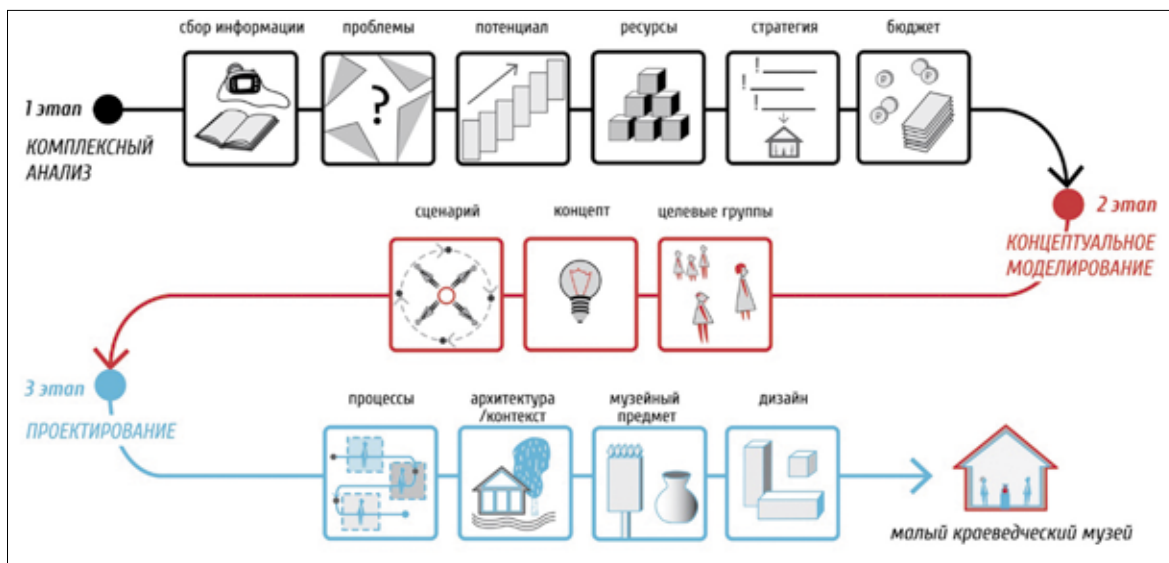 сбор информации
проблемы
потенциал
ресурсы
стратегия
бюджет
1 этап
КОМПЛЕКСНЫЙ
АНАЛИЗ
?
2 этап
КОНЦЕПТУАЛЬНОЕ
МОДЕЛИРОВАНИЕ
сценарий
концепт
целевые группы
3 этап
ПРОЕКТИРОВАНИЕ
процессы
архитектура
/контекст
музейный
предмет
дизайн
малый краеведческий музей